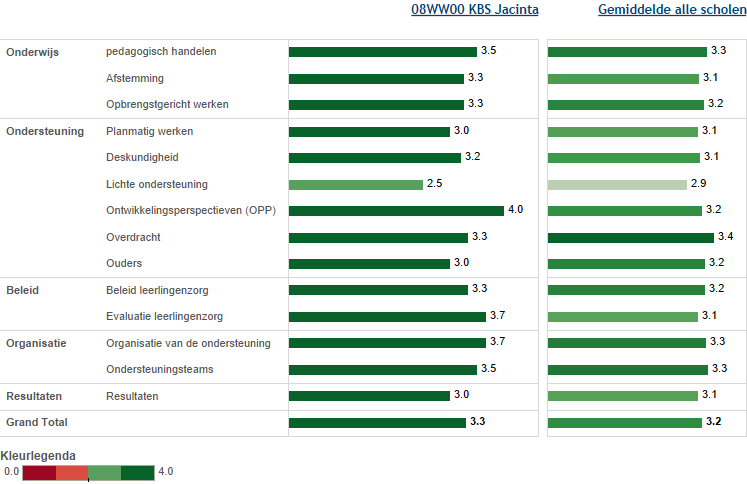 08WW00 KBS Jacinta Gemiddelde alle scholen
Onderwijs pedagogisch handelen 3.5 3.3
Afstemming 3.3 3.1
Opbrengstgericht werken 3.3 3.2
Ondersteuning Planmatig werken 3.0 3.1
Deskundigheid 3.2 3.1
Lichte ondersteuning 2.5 2.9
Ontwikkelingsperspectieven (OPP) 4.0 3.2
Overdracht 3.3 3.4
Ouders 3.0 3.2
Beleid Beleid leerlingenzorg 3.3 3.2
Evaluatie leerlingenzorg 3.7 3.1
Organisatie Organisatie van de ondersteuning 3.7 3.3
Ondersteuningsteams 3.5 3.3
Resultaten Resultaten 3.0 3.1
Grand Total 3.3 3.2
Kleurlegenda
0.0 4.0